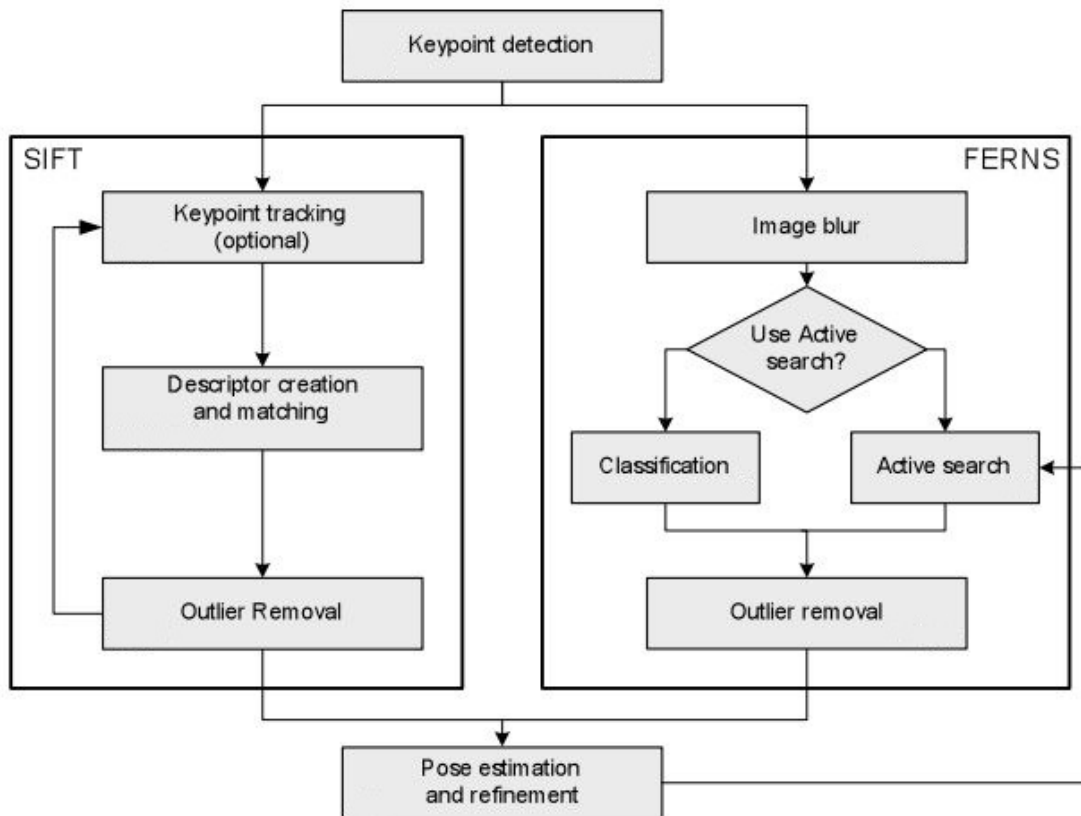 Keypoint detection
SIFT
Keypoint tracking
(optional)
Descriptor creation
and matching
Outlier Removal
FERNS
Image blur
Use Active
search?
Classification
Active search
Outlier removal
Pose estimation
and refinement